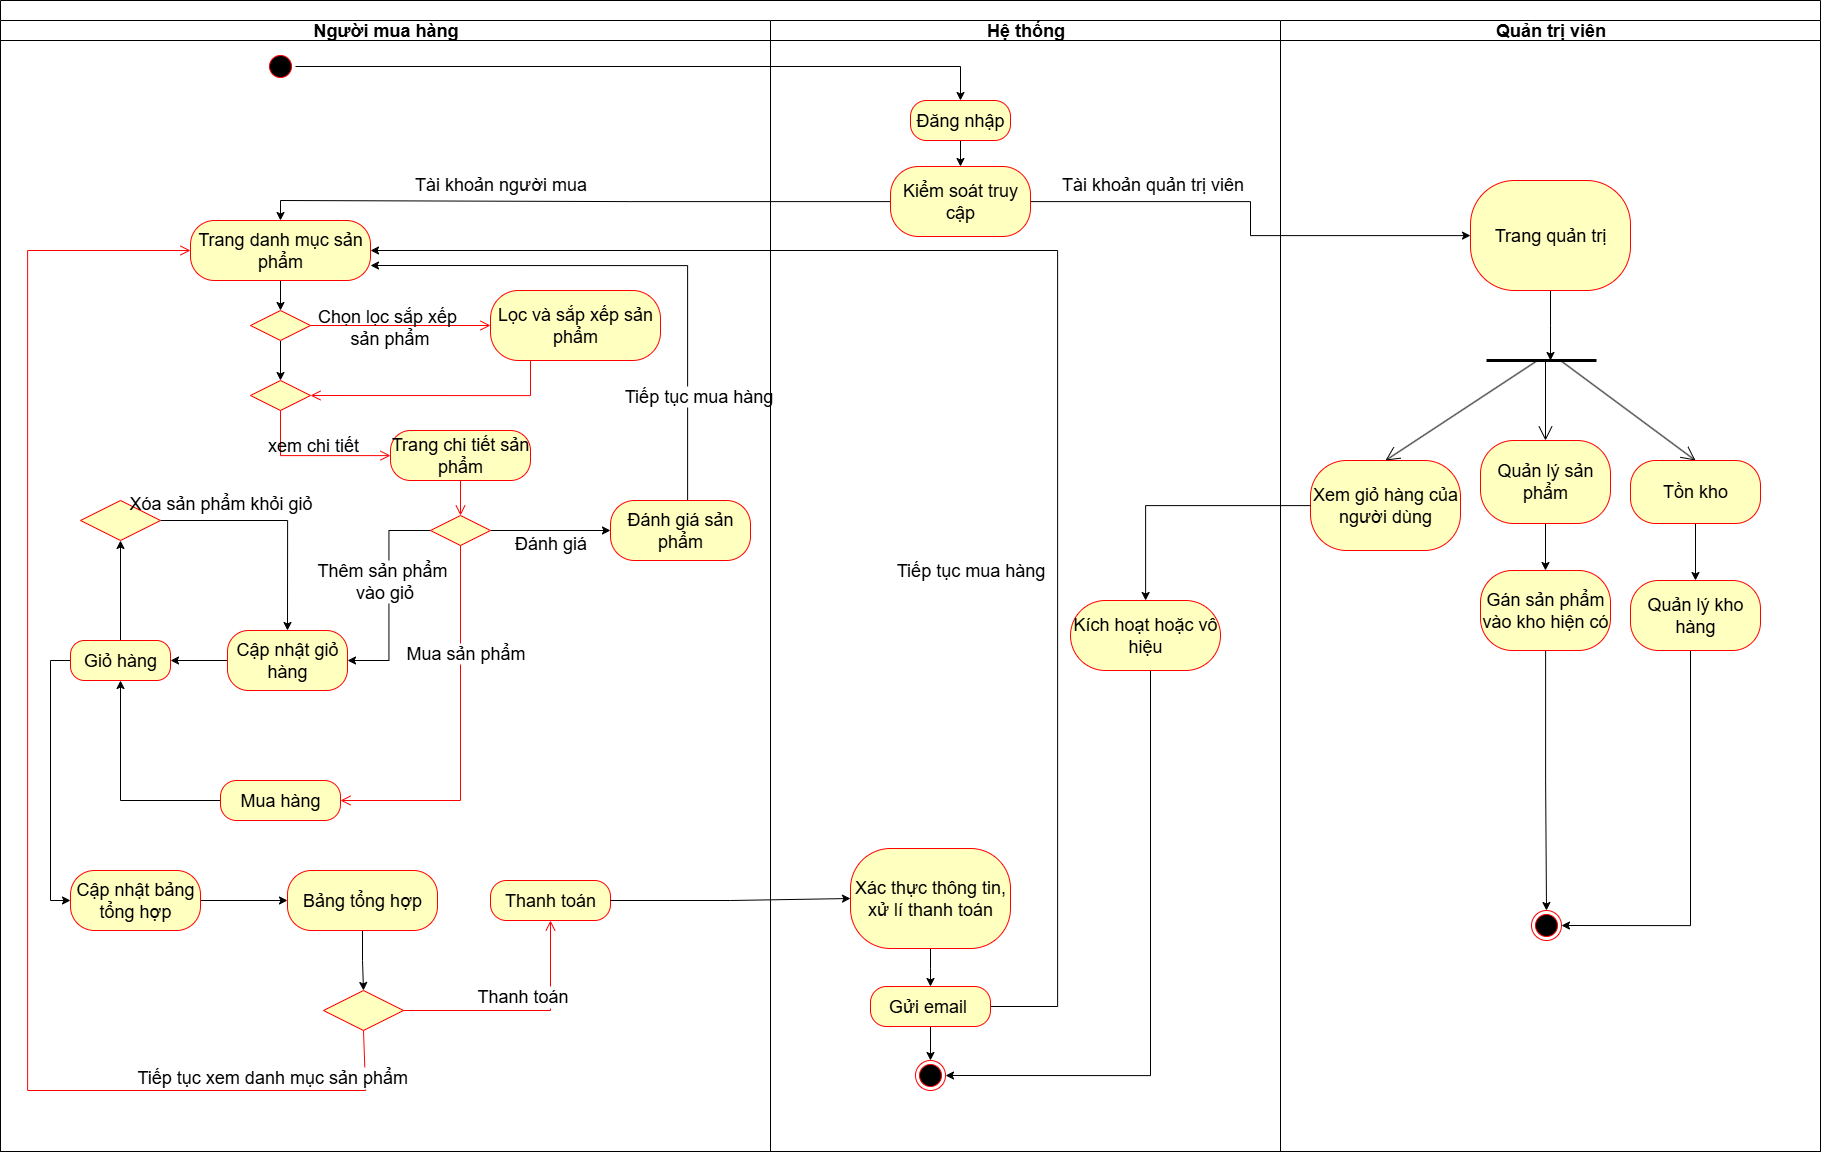 Người mua hàng
Hệ thống
Quản trị viên
Đăng nhập
Tài khoản người mua
Kiểm soát truy
cập
Tài khoản quản trị viên
Trang quản trị
Trang danh mục sản
phẩm
Chọn lọc sắp xếp
sản phẩm
Lọc và sắp xếp sản
phẩm
Tiếp tục mua hàng
xem chi tiết
Trang chi tiết sản
phẩm
Xóa sản phẩm khỏi giỏ
Đánh giá
Đánh giá sản
phẩm
Thêm sản phẩm
vào giỏ
Tiếp tục mua hàng
Xem giỏ hàng của
người dùng
Quản lý sản
phẩm
Tồn kho
Gán sản phẩm
vào kho hiện có
Quản lý kho
hàng
Kích hoạt hoặc vô
hiệu
Giỏ hàng
Cập nhật giỏ
hàng
Mua sản phẩm
Mua hàng
Cập nhật bảng
tổng hợp
Bảng tổng hợp
Thanh toán
Xác thực thông tin,
xử lí thanh toán
Thanh toán
Gửi email
Tiếp tục xem danh mục sản phẩm